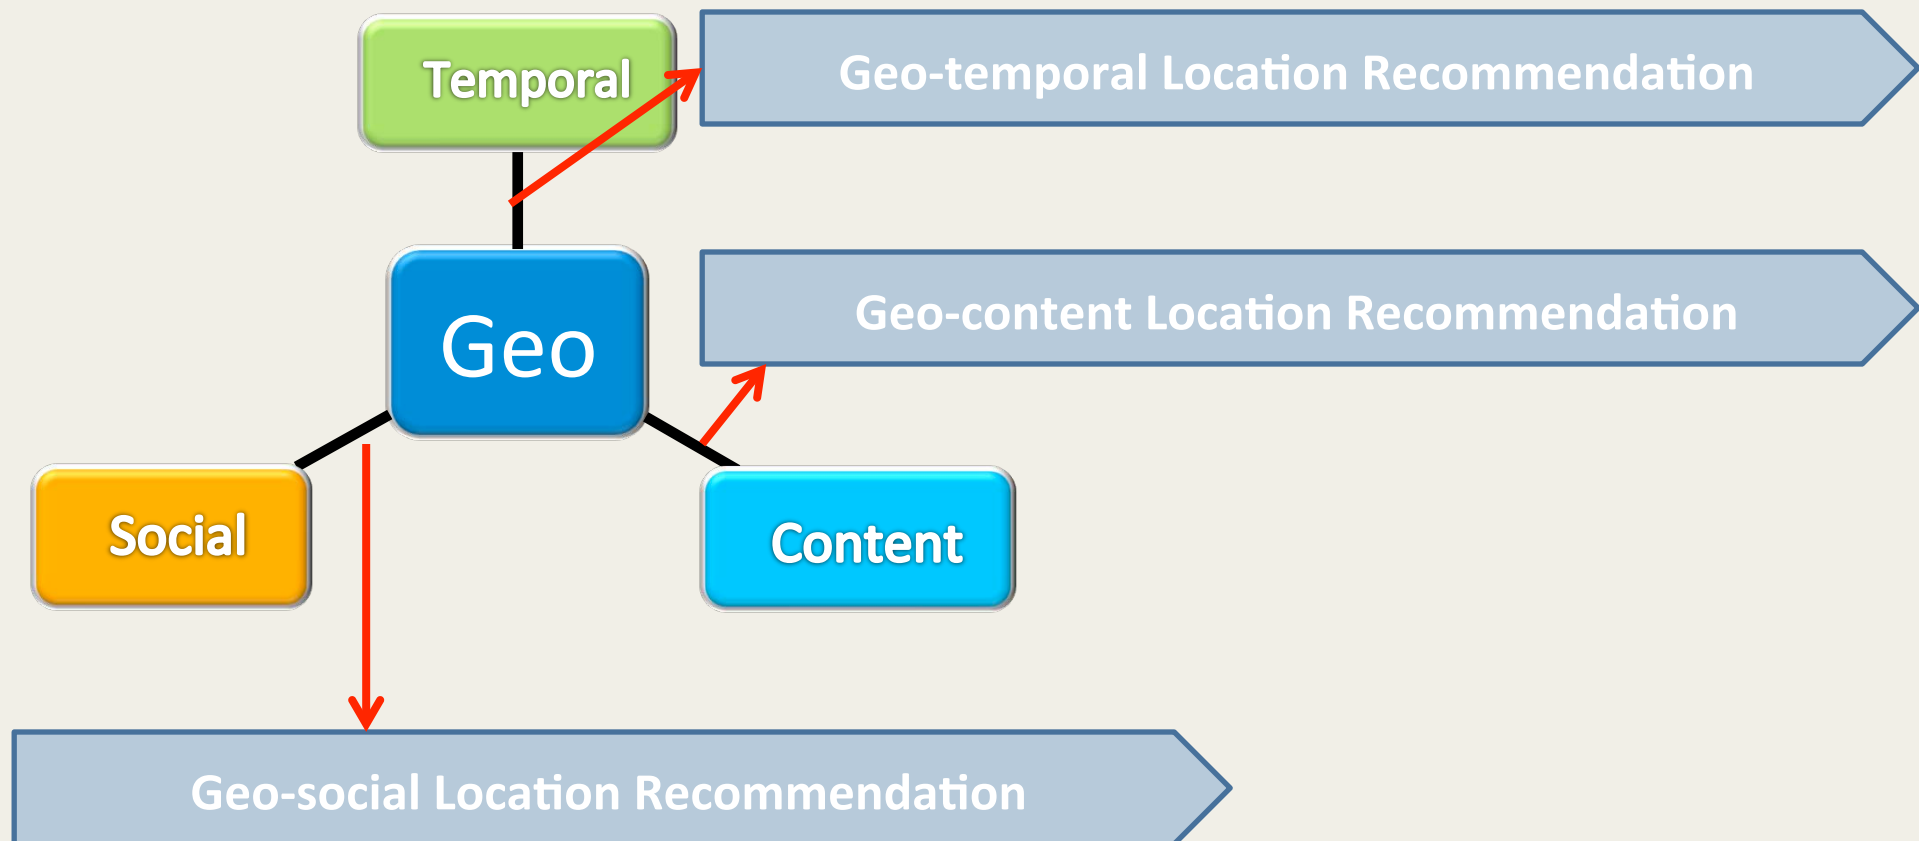 Temporal
Geo-temporal Location Recommendation
Geo
Geo-content Location Recommendation
Social
Content
Geo-social Location Recommendation